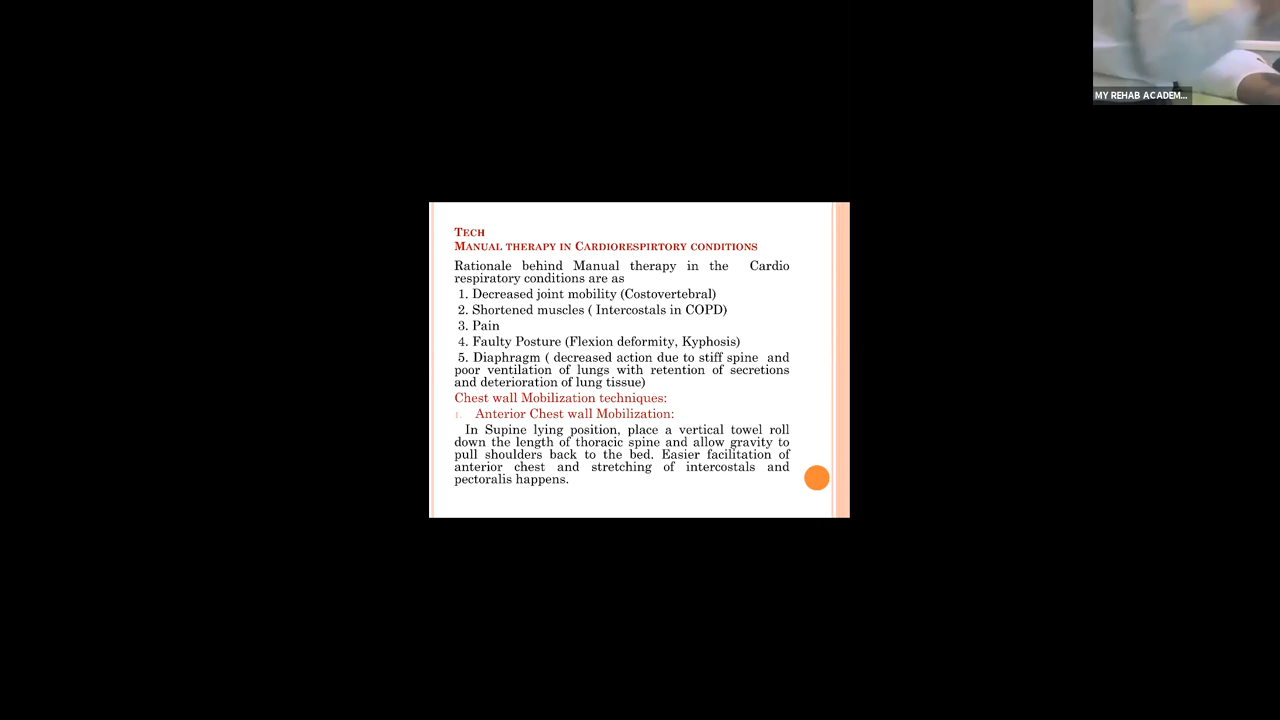 MY REHAB ACADEM...
TECH
MANUAL THERAPY IN CARDIORESPIRTORY CONDITIONS
Rationale behind Manual therapy in the Cardio
respiratory conditions are as
1. Decreased joint mobility (Costovertebral)
2. Shortened muscles ( Intercostals in COPD)
3. Pain
4. Faulty Posture (Flexion deformity, Kyphosis)
5. Diaphragm ( decreased action due to stiff spine and
poor ventilation of lungs with retention of secretions
and deterioration of lung tissue)
Chest wall Mobilization techniques:
1. Anterior Chest wall Mobilization:
In Supine lying position, place a vertical towel roll
down the length of thoracic spine and allow gravity to
pull shoulders back to the bed. Easier facilitation of
anterior chest and stretching of intercostals and
pectoralis happens.